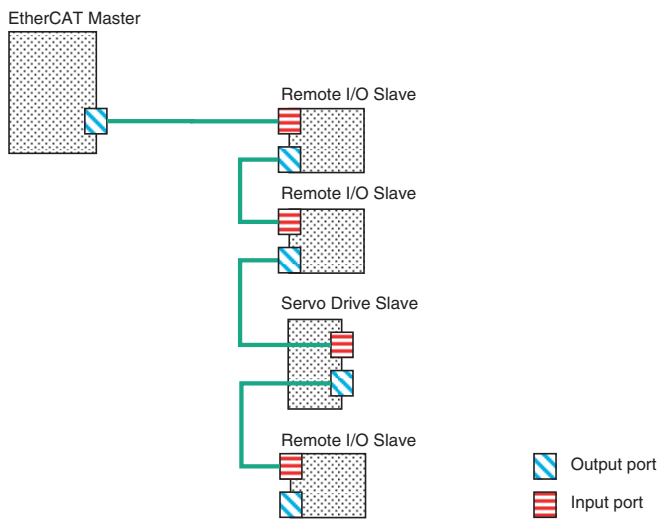 EtherCAT Master
Remote I/O Slave
Remote I/O Slave
Servo Drive Slave
Remote I/O Slave
Output port
Input port